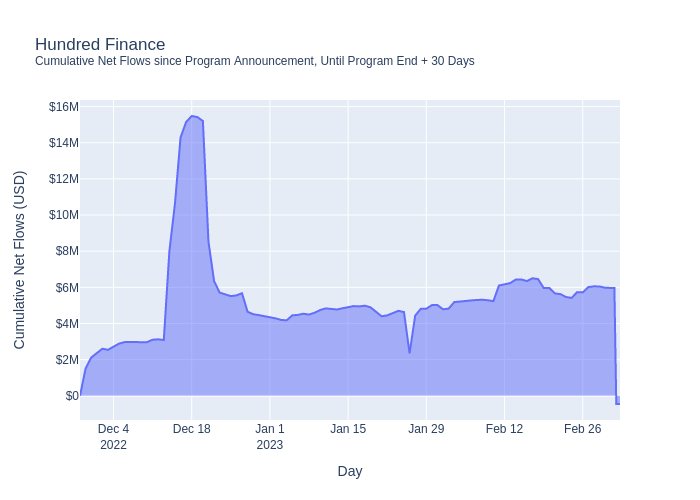 Hundred Finance
Cumulative Net Flows since Program Announcement, Until Program End + 30 Days
Cumulative Net Flows (USD)
$16M
$14M
$12M
$10M
$8M
$6M
$4M
$2M
$0
Dec 4
2022
Dec 18
Jan 1
2023
Jan 15
Jan 29
Feb 12
Feb 26
Day